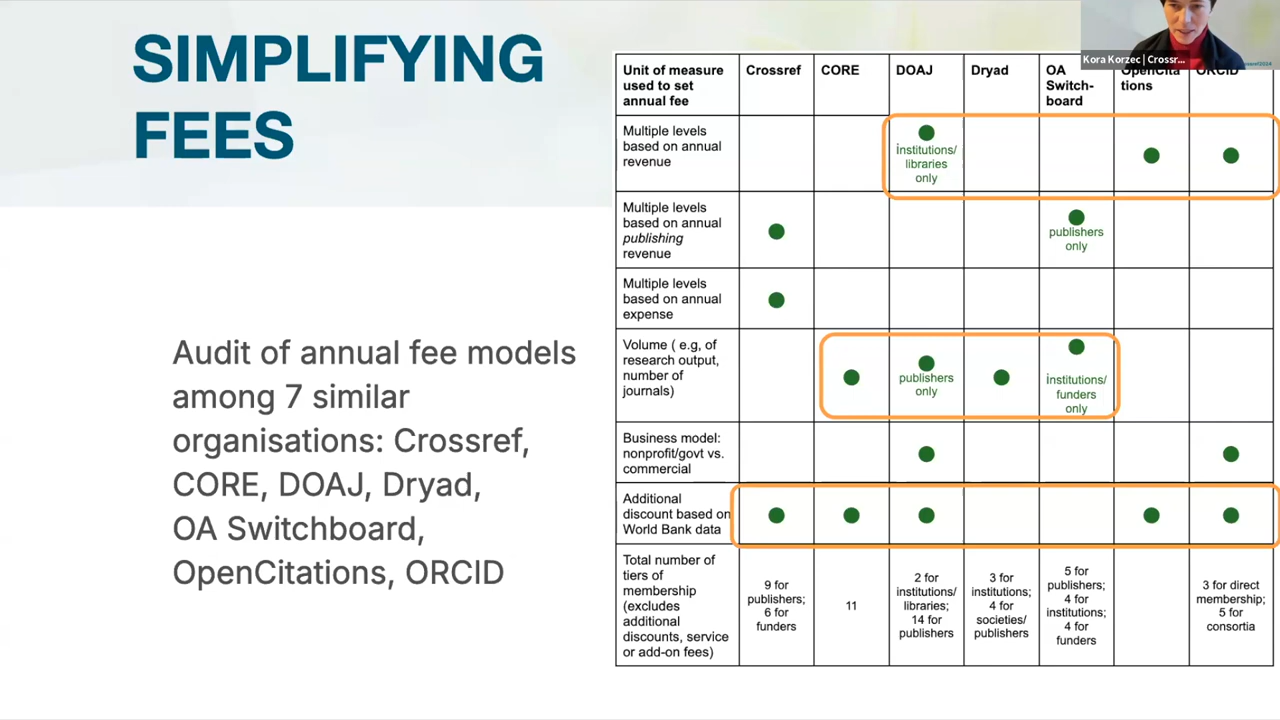 SIMPLIFYING
FEES
Audit of annual fee models
among 7 similar
organisations: Crossref,
CORE, DOAJ, Dryad,
OA Switchboard,
OpenCitations, ORCID
Kora Korzec | Crossr...
Unit of measure
used to set
annual fee
Crossref
CORE
DOAJ
Dryad
OA
Switch-
board
OpenCita
tions
ORCID
Multiple levels
based on annual
revenue
institutions/
libraries
only
Multiple levels
based on annual
publishing
revenue
publishers
only
Multiple levels
based on annual
expense
Volume ( e.g, of
research output,
number of
journals)
publishers
only
institutions/
funders
only
Business model:
nonprofit/govt vs.
commercial
Additional
discount based on
World Bank data
Total number of
tiers of
membership
(excludes
additional
discounts, service
or add-on fees)
9 for
publishers;
6 for
funders
11
2 for
institutions/
libraries;
14 for
publishers
3 for
institutions;
4 for
societies/
publishers
5 for
publishers;
4 for
institutions;
4 for
funders
3 for direct
membership;
5 for
consortia